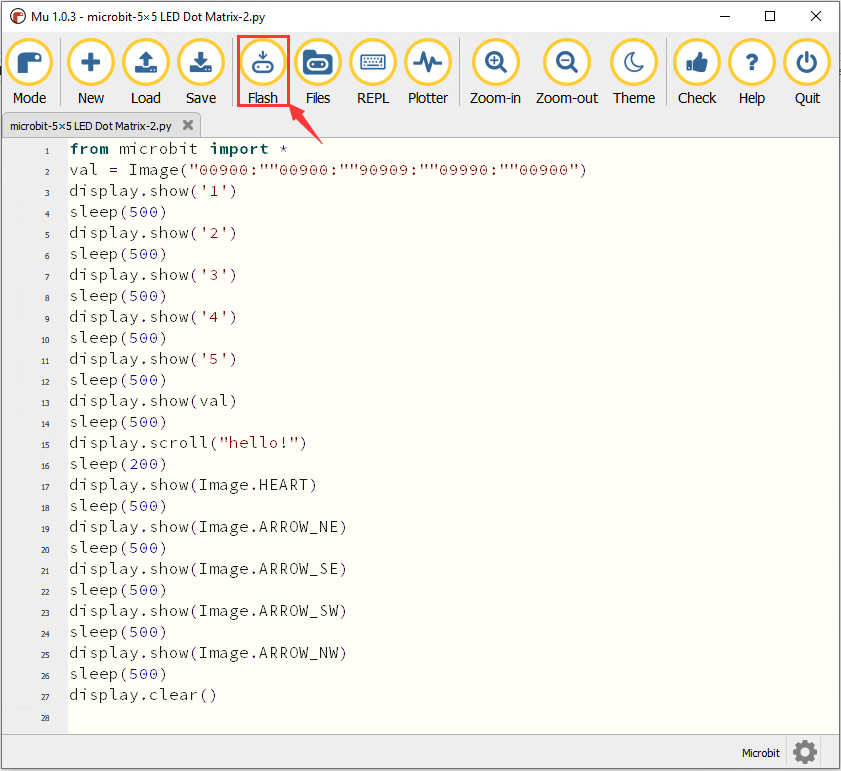 Mu 1.0.3 - microbit-5×5 LED Dot Matrix-2.py
Mode New Load Save Flash Files REPL Plotter Zoom-in Zoom-out Theme Check Help Quit
microbit-5×5 LED Dot Matrix-2.py
1 from microbit import *
2 val = Image("00900:""00900:""90909:""09990:""00900")
3 display.show('1')
4 sleep(500)
5 display.show('2')
6 sleep(500)
7 display.show('3')
8 sleep(500)
9 display.show('4')
10 sleep(500)
11 display.show('5')
12 sleep(500)
13 display.show(val)
14 sleep(500)
15 display.scroll("hello!")
16 sleep(200)
17 display.show(Image.HEART)
18 sleep(500)
19 display.show(Image.ARROW_NE)
20 sleep(500)
21 display.show(Image.ARROW_SE)
22 sleep(500)
23 display.show(Image.ARROW_SW)
24 sleep(500)
25 display.show(Image.ARROW_NW)
26 sleep(500)
27 display.clear()
28
Microbit